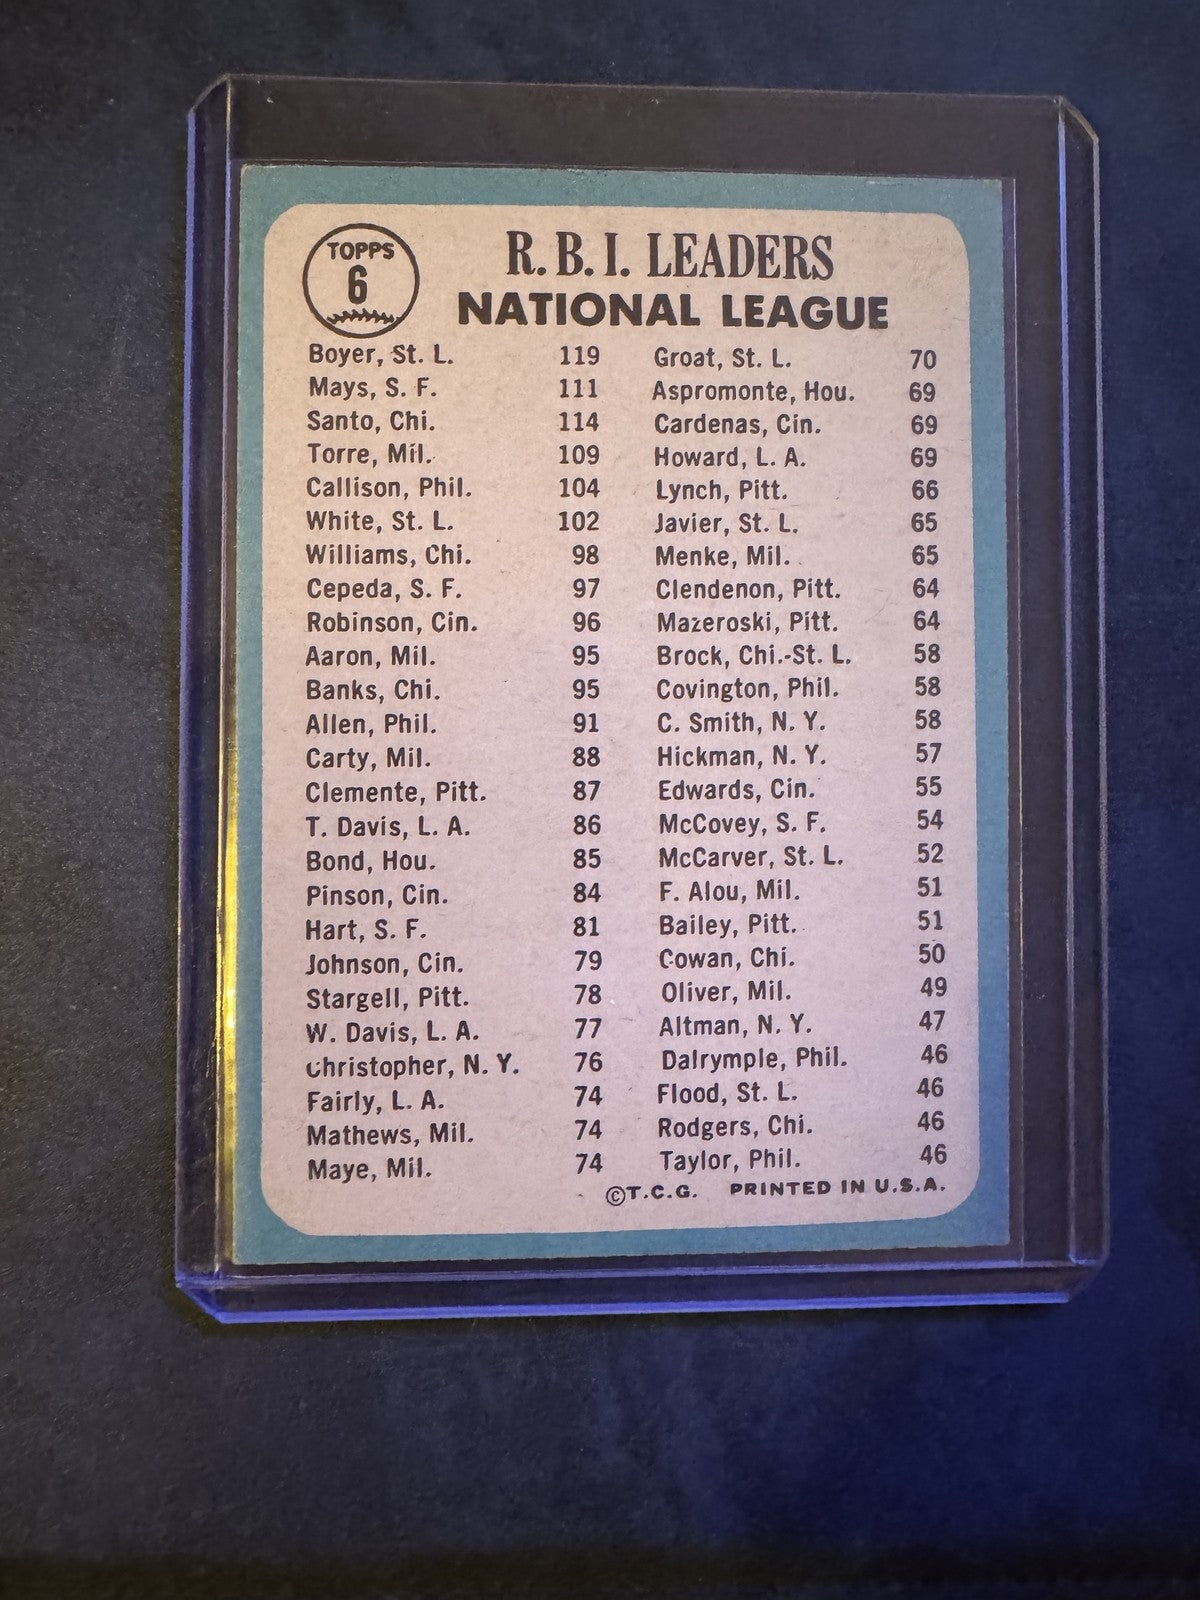 TOPPS
6
R. B. I. LEADERS
NATIONAL LEAGUE
Boyer, St. L. 119
Mays, S. F. 111
Santo, Chi. 114
Torre, Mil. 109
Callison, Phil. 104
White, St. L. 102
Williams, Chi. 98
Cepeda, S. F. 97
Robinson, Cin. 96
Aaron, Mil. 95
Banks, Chi. 95
Allen, Phil. 91
Carty, Mil. 88
Clemente, Pitt. 87
T. Davis, L. A. 86
Bond, Hou. 85
Pinson, Cin. 84
Hart, S. F. 81
Johnson, Cin. 79
Stargell, Pitt. 78
W. Davis, L. A. 77
Christopher, N. Y. 76
Fairly, L. A. 74
Mathews, Mil. 74
Maye, Mil. 74
Groat, St. L. 70
Aspromonte, Hou. 69
Cardenas, Cin. 69
Howard, L. A. 69
Lynch, Pitt. 66
Javier, St. L. 65
Menke, Mil. 65
Clendenon, Pitt. 64
Mazeroski, Pitt. 64
Brock, Chi.-St. L. 58
Covington, Phil. 58
C. Smith, N. Y. 58
Hickman, N. Y. 57
Edwards, Cin. 55
McCovey, S. F. 54
McCarver, St. L. 52
F. Alou, Mil. 51
Bailey, Pitt. 51
Cowan, Chi. 50
Oliver, Mil. 49
Altman, N. Y. 47
Dalrymple, Phil. 46
Flood, St. L. 46
Rodgers, Chi. 46
Taylor, Phil. 46
©T.C.G. PRINTED IN U.S.A.